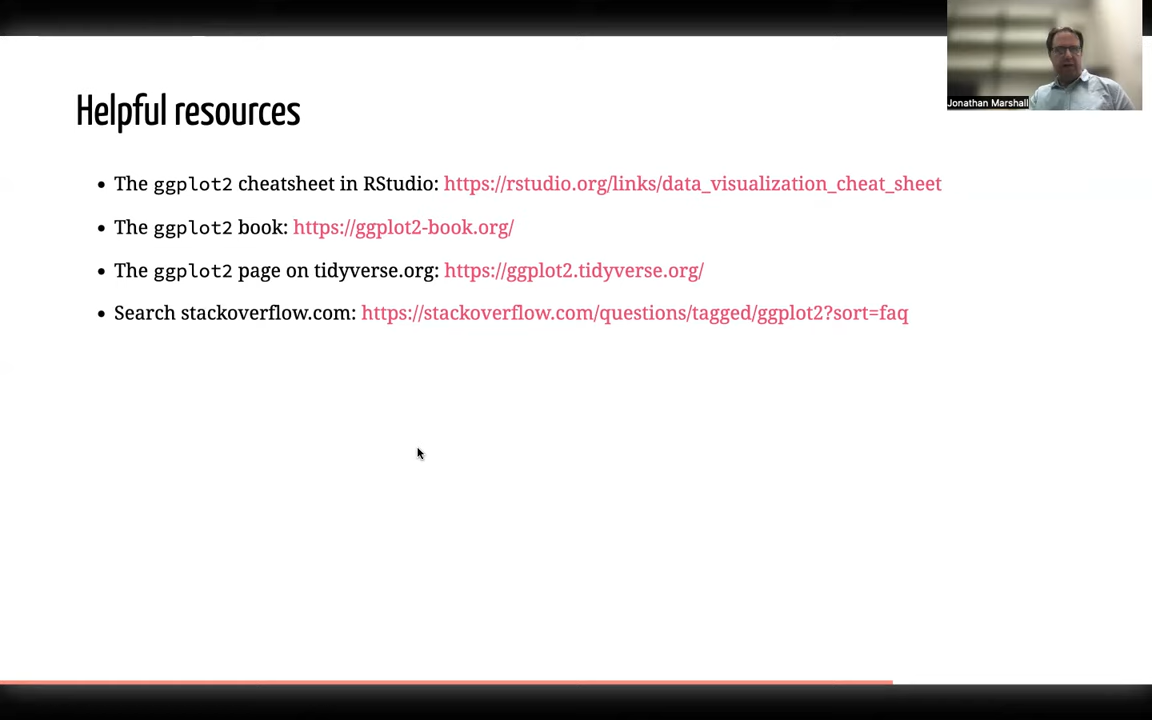 Helpful resources
Jonathan Marshall
• The ggplot2 cheatsheet in RStudio: https://rstudio.org/links/data_visualization_cheat_sheet
• The ggplot2 book: https://ggplot2-book.org/
• The ggplot2 page on tidyverse.org: https://ggplot2.tidyverse.org/
• Search stackoverflow.com: https://stackoverflow.com/questions/tagged/ggplot2?sort=faq